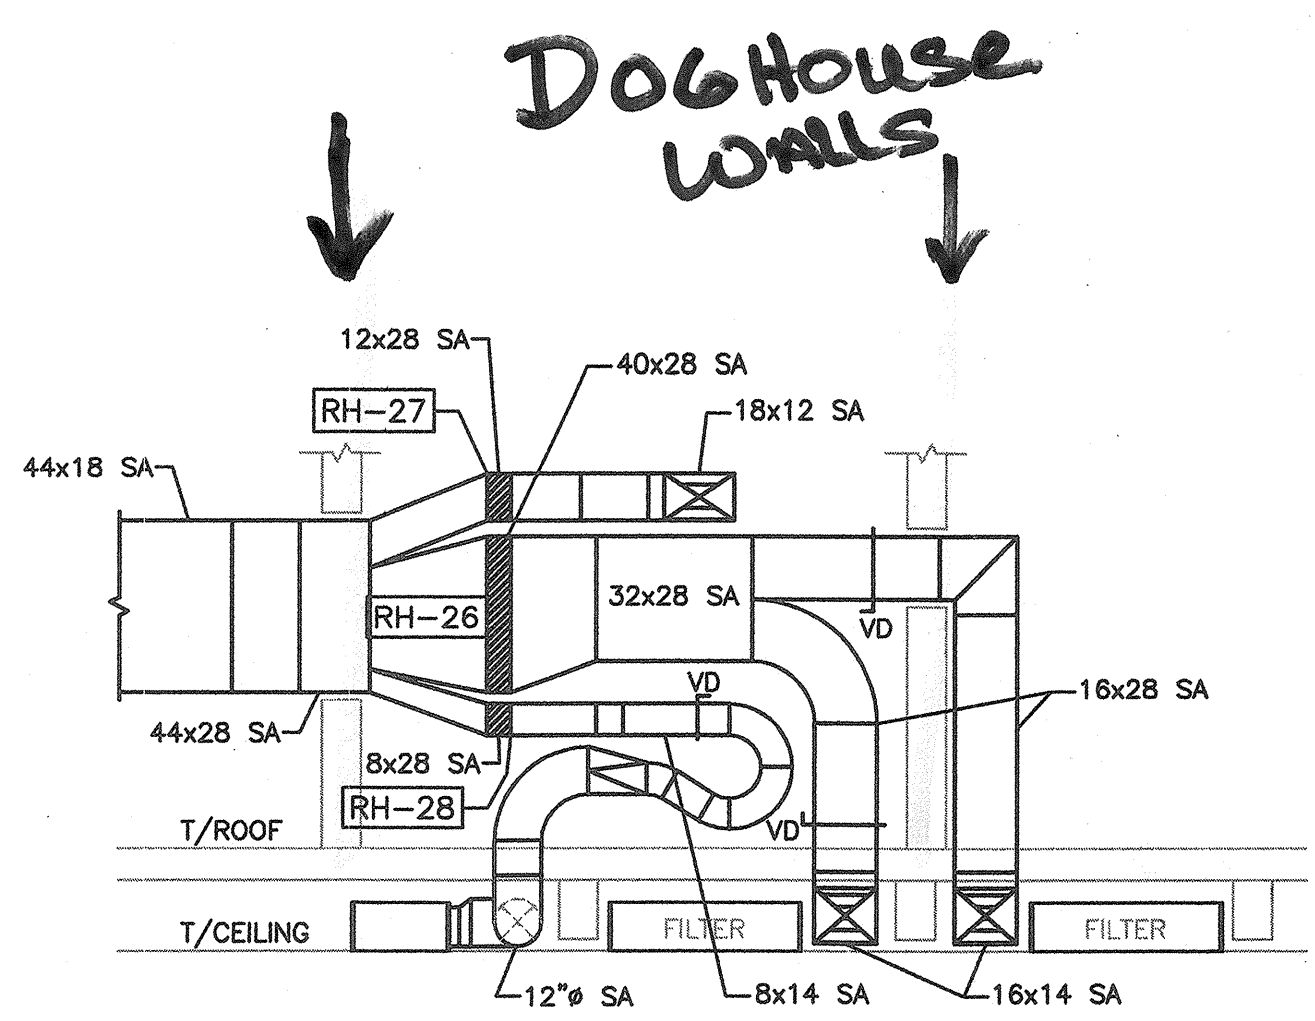 DOGHOUSE
WALLS
12x28 SA
40x28 SA
RH-27
18x12 SA
44x18 SA
32x28 SA
RH-26
VD
VD
16x28 SA
44x28 SA
8x28 SA
RH-28
VD
T/ROOF
T/CEILING
FILTER
FILTER
12"ø SA
8x14 SA
16x14 SA